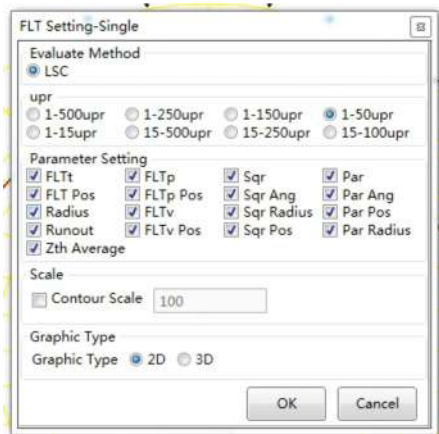 FLT Setting-Single
Evaluate Method
LSC
upr
1-500upr 1-250upr 1-150upr 1-50upr
1-15upr 15-500upr 15-250upr 15-100upr
Parameter Setting
FLTt FLTp Sqr Par
FLT Pos FLTp Pos Sqr Ang Par Ang
Radius FLTv Sqr Radius Par Pos
Runout FLTv Pos Sqr Pos Par Radius
Zth Average
Scale
Contour Scale 100
Graphic Type
Graphic Type 2D 3D
OK Cancel